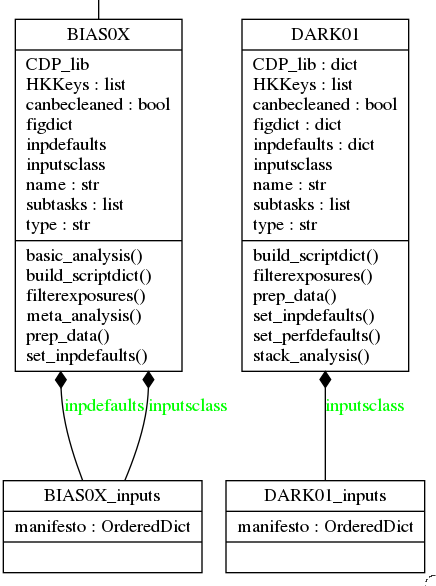 BIAS0X
CDP_lib
HKKeys : list
canbecleaned : bool
figdict
inpdefaults
inputsclass
name : str
subtasks : list
type : str
basic_analysis()
build_scriptdict()
filterexposures()
meta_analysis()
prep_data()
set_inpdefaults()
DARK01
CDP_lib : dict
HKKeys : list
canbecleaned : bool
figdict : dict
inpdefaults : dict
inputsclass
name : str
subtasks : list
type : str
build_scriptdict()
filterexposures()
prep_data()
set_inpdefaults()
set_perfdefaults()
stack_analysis()
inpdefaults
inputsclass
inputsclass
BIAS0X_inputs
manifesto : OrderedDict
DARK01_inputs
manifesto : OrderedDict